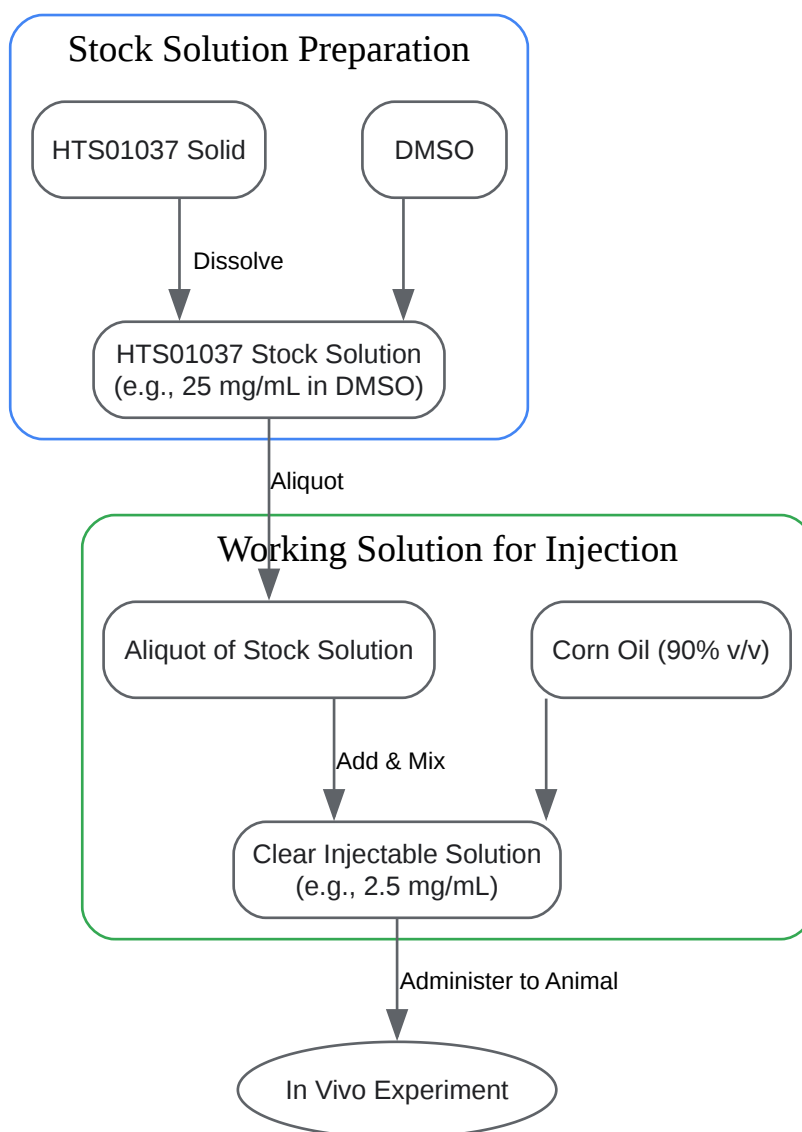 Stock Solution Preparation
HTS01037 Solid
DMSO
Dissolve
HTS01037 Stock Solution
(e.g., 25 mg/mL in DMSO)
Aliquot
Working Solution for Injection
Aliquot of Stock Solution
Corn Oil (90% v/v)
Add & Mix
Clear Injectable Solution
(e.g., 2.5 mg/mL)
Administer to Animal
In Vivo Experiment